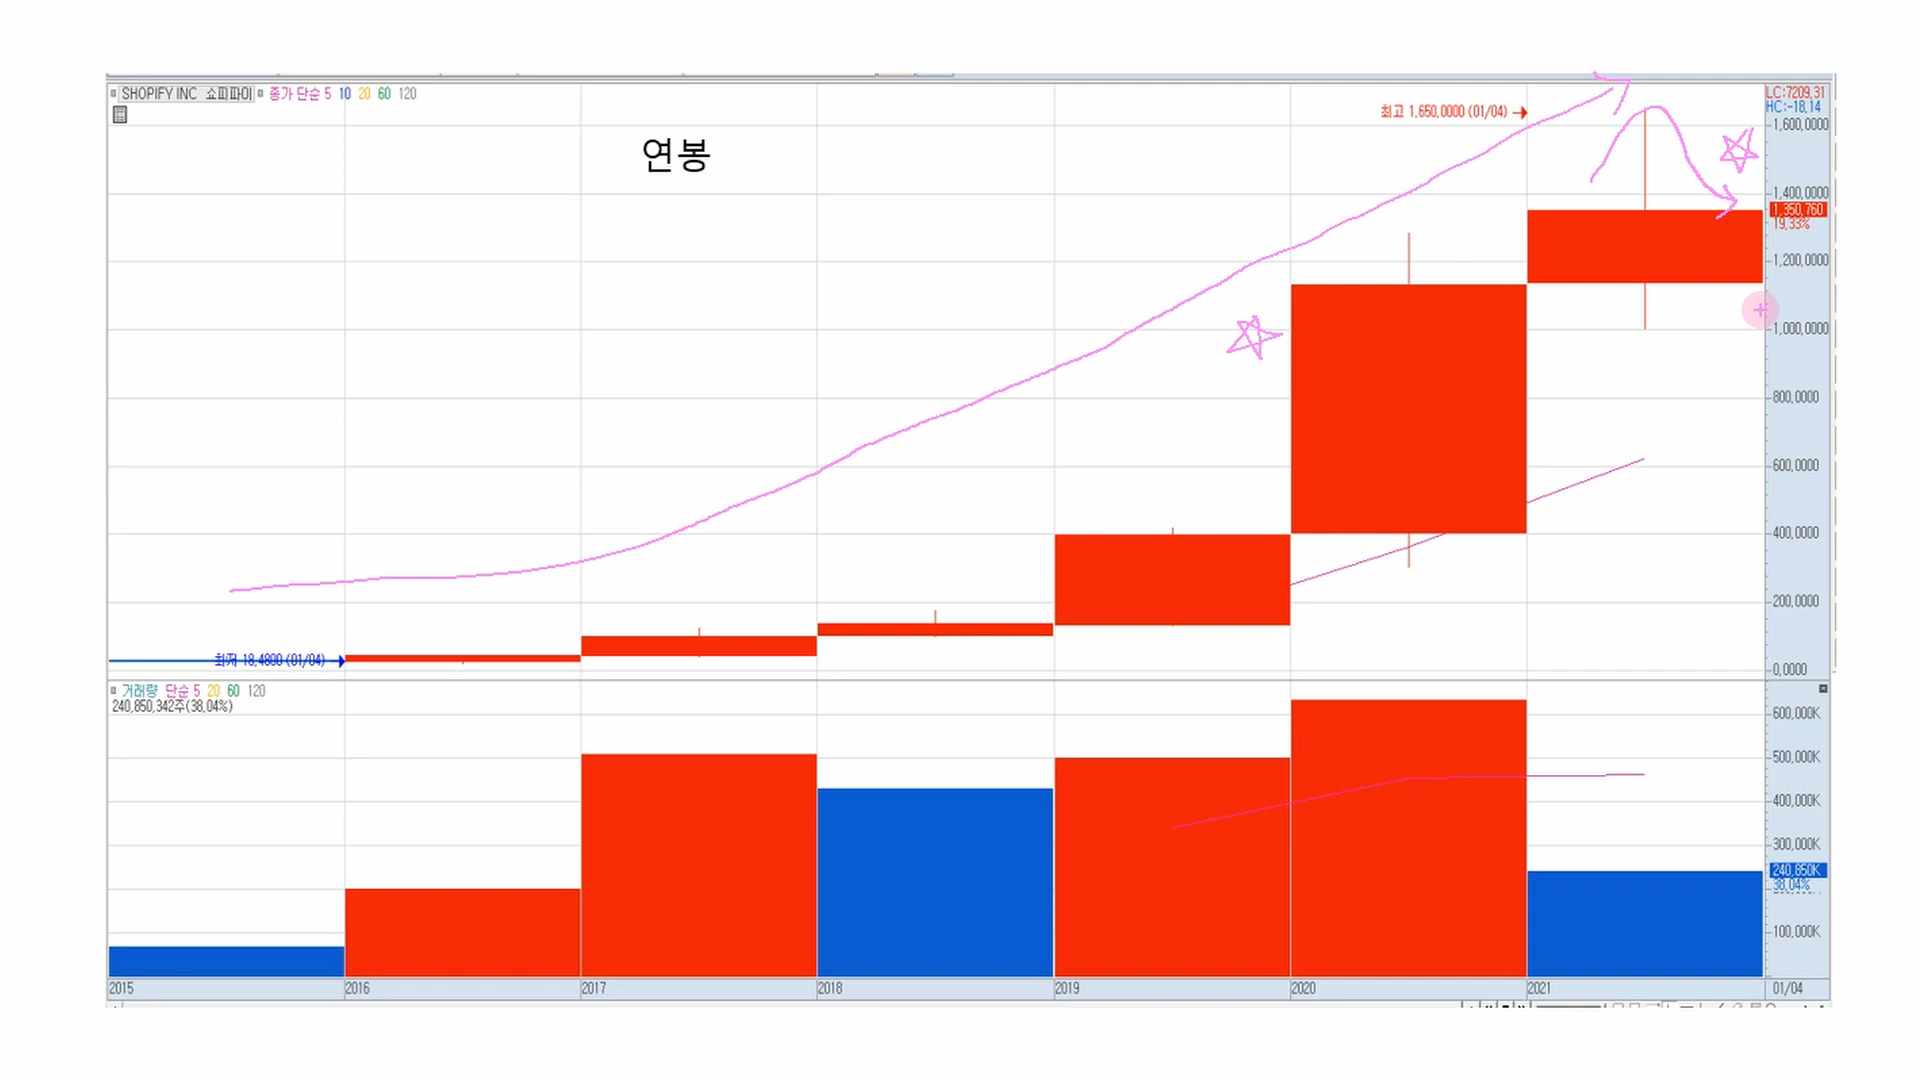 SHOPIFY INC 쇼피파이 종가 단순 5 10 20 60 120
LC:7209,31
HC:-18,14
최고 1,650,0000 (01/04)
연봉
1,600,0000
1,400,0000
1,350,760
19,33%
1,200,0000
1,000,0000
800,0000
600,0000
400,0000
200,0000
0,0000
최저 18,4800 (01/04)
거래량 단순 5 20 60 120
240,850,342주(38,04%)
600,000K
500,000K
400,000K
300,000K
240,850K
38,04%
100,000K
2015 2016 2017 2018 2019 2020 2021 01/04